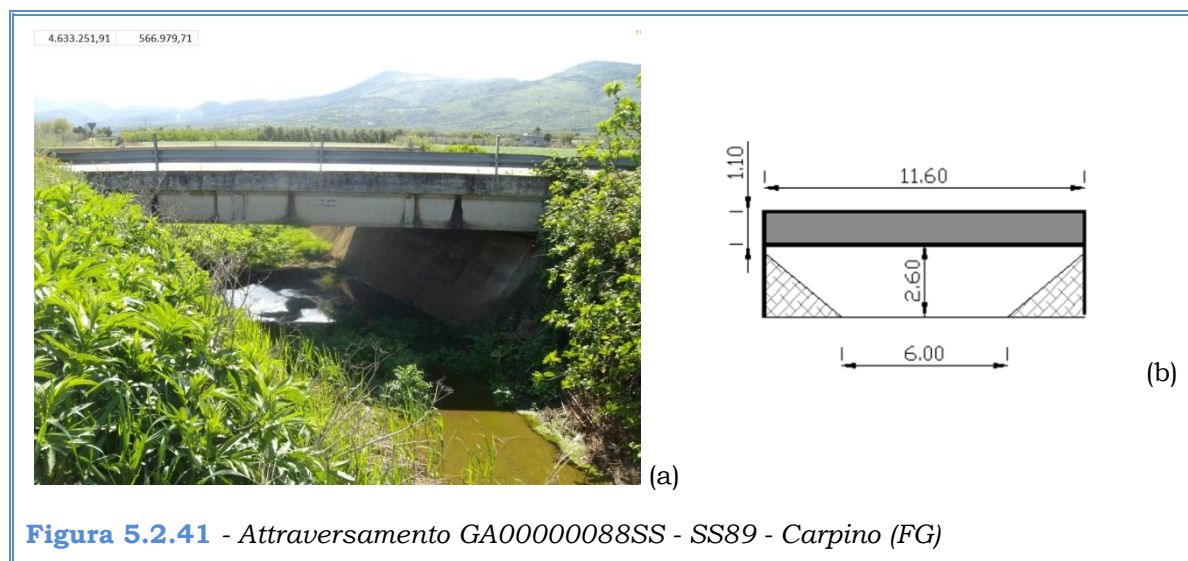 4.633.251,91 566.979,71
1.10
11.60
2.60
6.00
(b)
(a)
Figura 5.2.41 - Attraversamento GA00000088SS - SS89 - Carpino (FG)